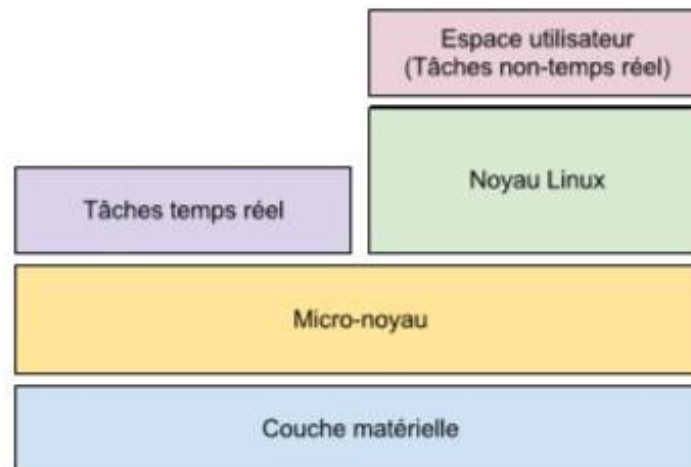 Espace utilisateur
(Tâches non-temps réel)
Noyau Linux
Tâches temps réel
Micro-noyau
Couche matérielle